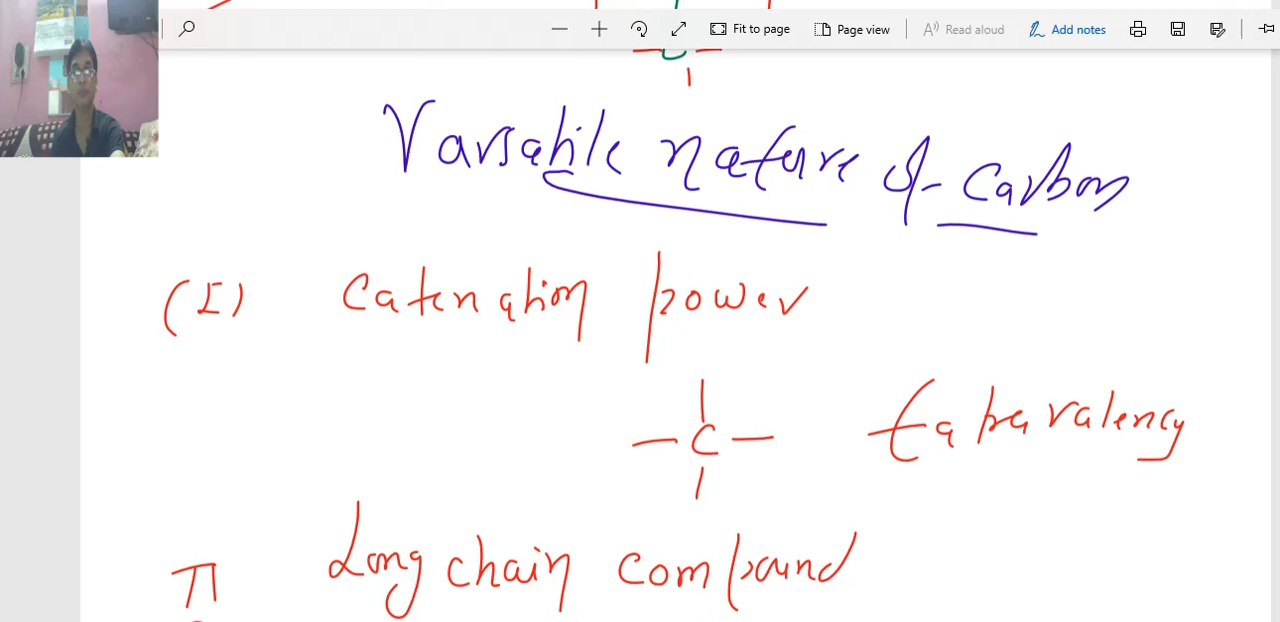 Fit to page Page view Read aloud Add notes
Varsatile nature of carbon
(I) Catenation power
C Tatravalency
Long chain compound
II